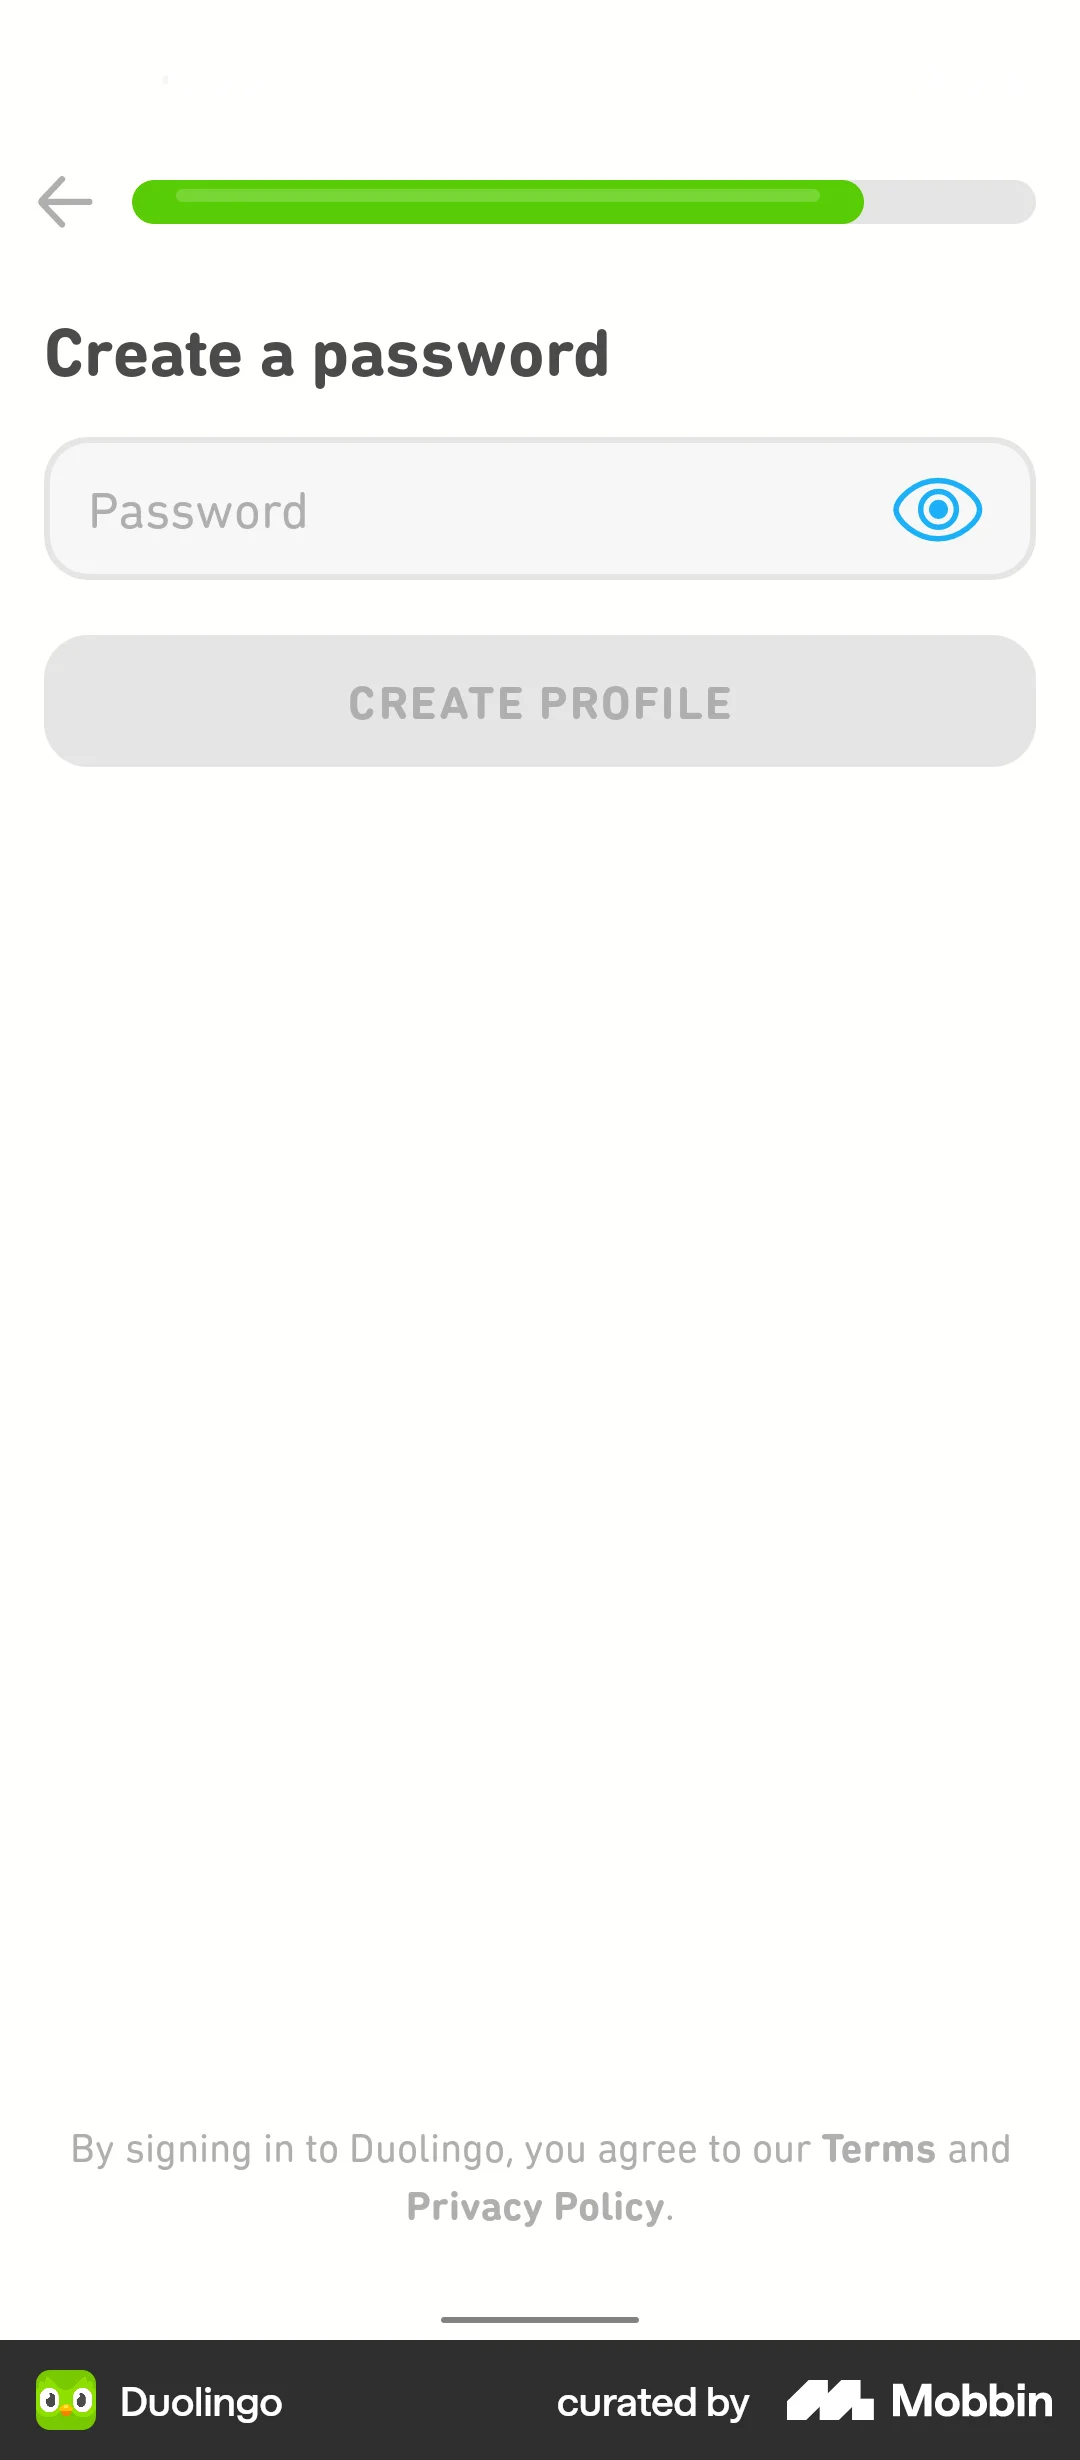 Create a password
Password
CREATE PROFILE
By signing in to Duolingo, you agree to our Terms and
Privacy Policy.
Duolingo
curated by
Mobbin